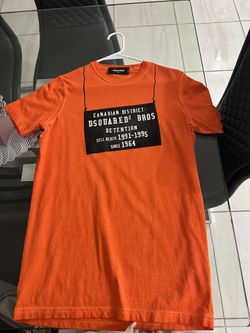 CANADIAN DISTRICT:
DSQUARED2 BROS
DETENTION
CELL BLOCK 1991-1995
SINCE 1964